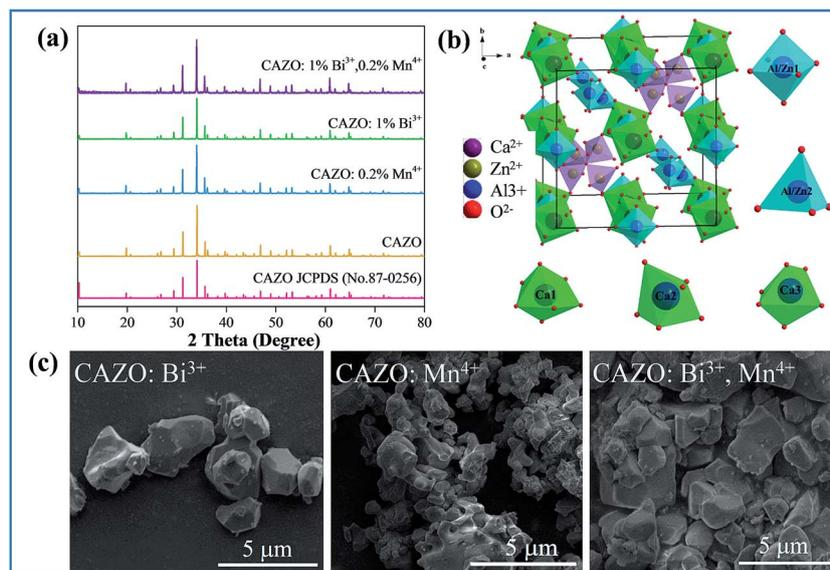 (a)
CAZO: 1% Bi³⁺,0.2% Mn⁴⁺
CAZO: 1% Bi³⁺
CAZO: 0.2% Mn⁴⁺
CAZO
CAZO JCPDS (No.87-0256)
10 20 30 40 50 60 70 80
2 Theta (Degree)
(b)
b
a
c
Ca²⁺
Zn²⁺
Al3+
O²⁻
Al/Zn1
Al/Zn2
Ca1
Ca2
Ca3
(c)
CAZO: Bi³⁺
5 μm
CAZO: Mn⁴⁺
5 μm
CAZO: Bi³⁺, Mn⁴⁺
5 μm